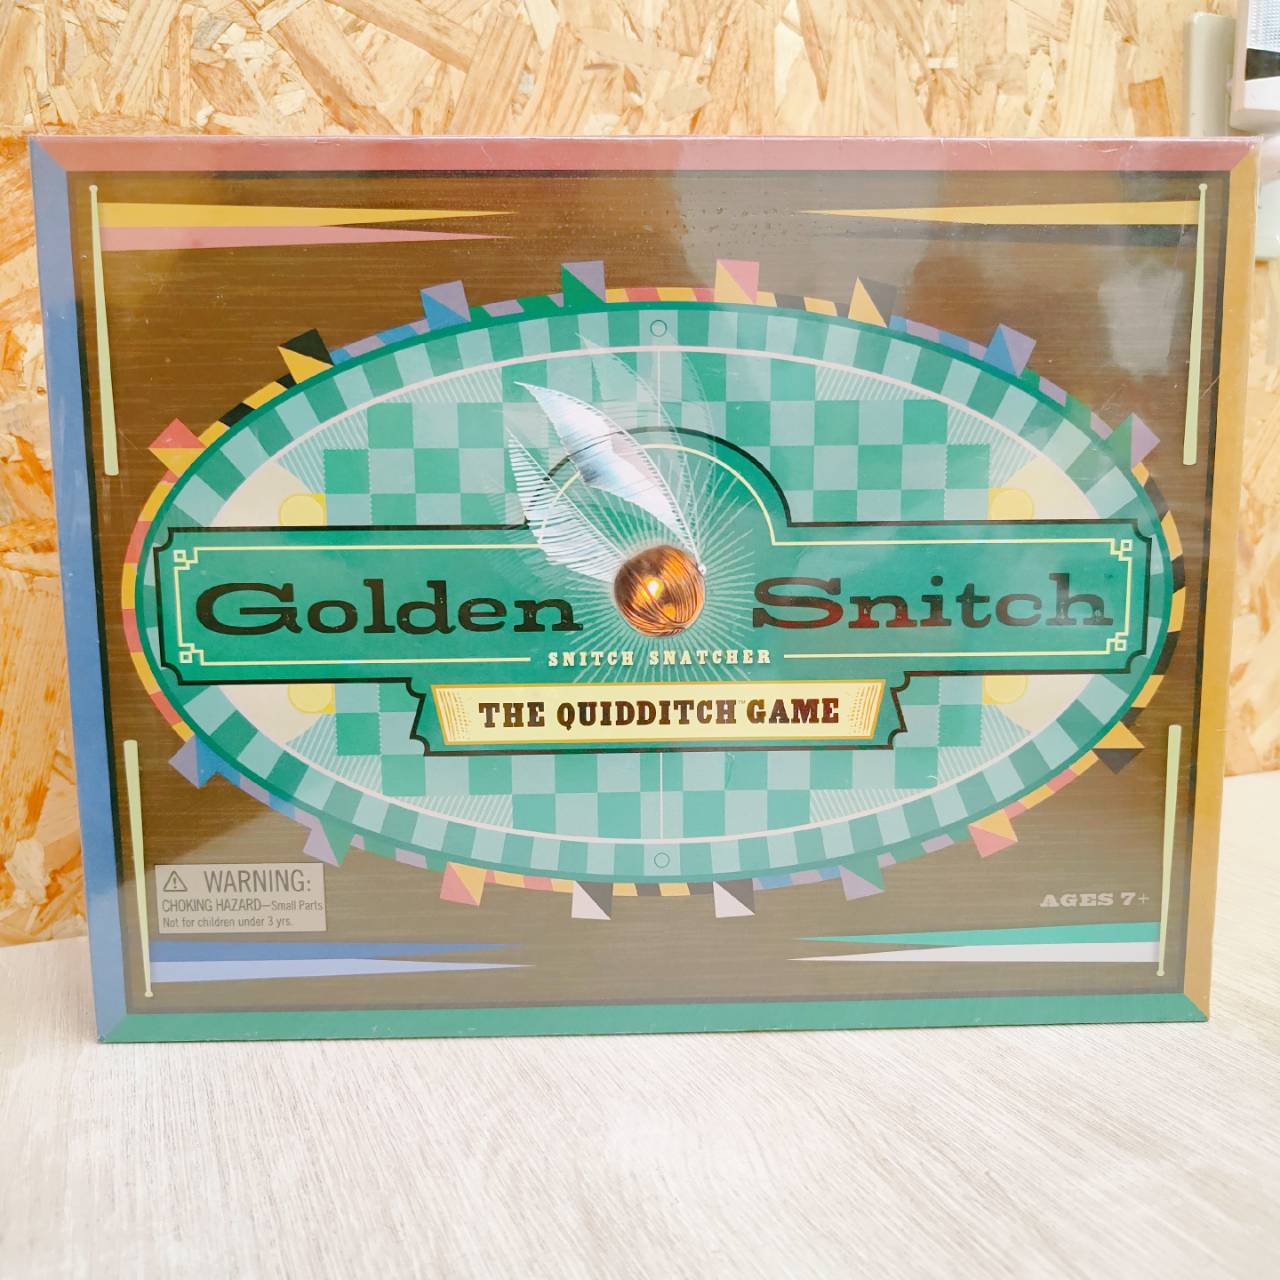 Golden Snitch
SNITCH SNATCHER
THE QUIDDITCH GAME
WARNING:
CHOKING HAZARD—Small Parts
Not for children under 3 yrs.
AGES 7+